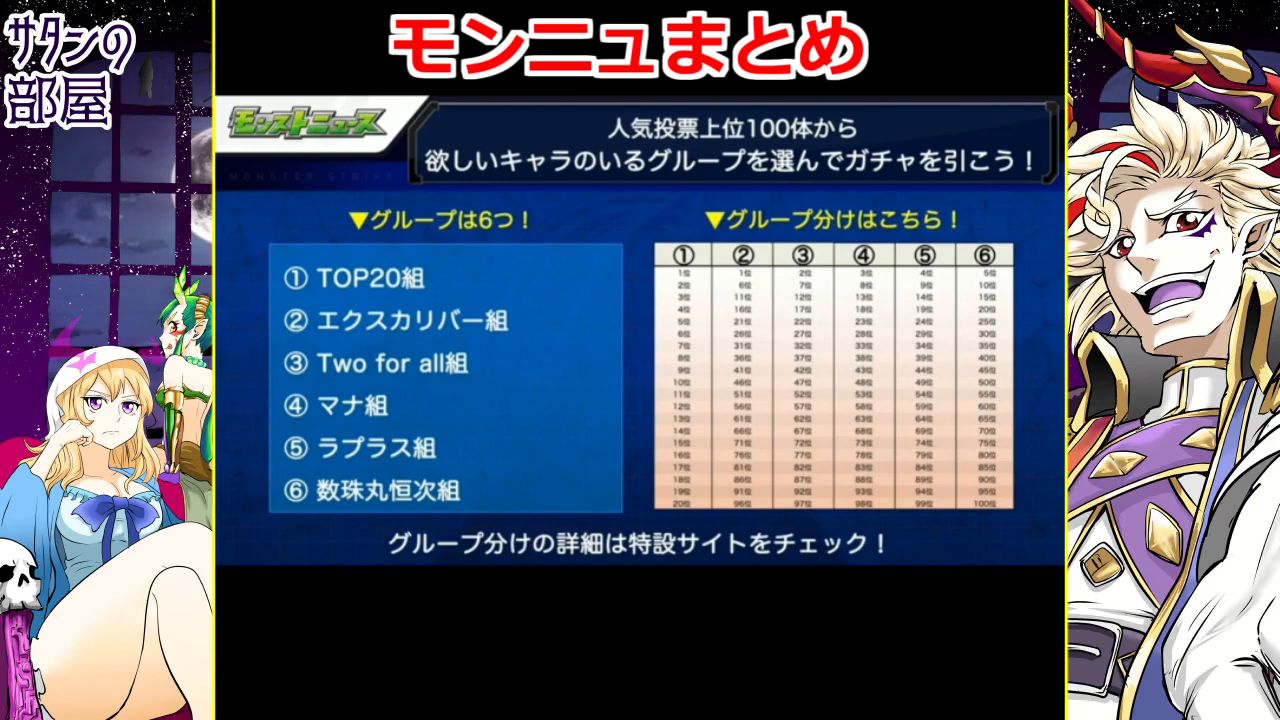 サタンの
部屋
モンニュまとめ
モンストニュース
MONSTER STRIKE
人気投票上位100体から
欲しいキャラのいるグループを選んでガチャを引こう！
▼グループは6つ！
① TOP20組
② エクスカリバー組
③ Two for all組
④ マナ組
⑤ ラプラス組
⑥ 数珠丸恒次組
▼グループ分けはこちら！
① ② ③ ④ ⑤ ⑥
1位 1位 2位 3位 4位 5位
2位 6位 7位 8位 9位 10位
3位 11位 12位 13位 14位 15位
4位 16位 17位 18位 19位 20位
5位 21位 22位 23位 24位 25位
6位 26位 27位 28位 29位 30位
7位 31位 32位 33位 34位 35位
8位 36位 37位 38位 39位 40位
9位 41位 42位 43位 44位 45位
10位 46位 47位 48位 49位 50位
11位 51位 52位 53位 54位 55位
12位 56位 57位 58位 59位 60位
13位 61位 62位 63位 64位 65位
14位 66位 67位 68位 69位 70位
15位 71位 72位 73位 74位 75位
16位 76位 77位 78位 79位 80位
17位 81位 82位 83位 84位 85位
18位 86位 87位 88位 89位 90位
19位 91位 92位 93位 94位 95位
20位 96位 97位 98位 99位 100位
グループ分けの詳細は特設サイトをチェック！